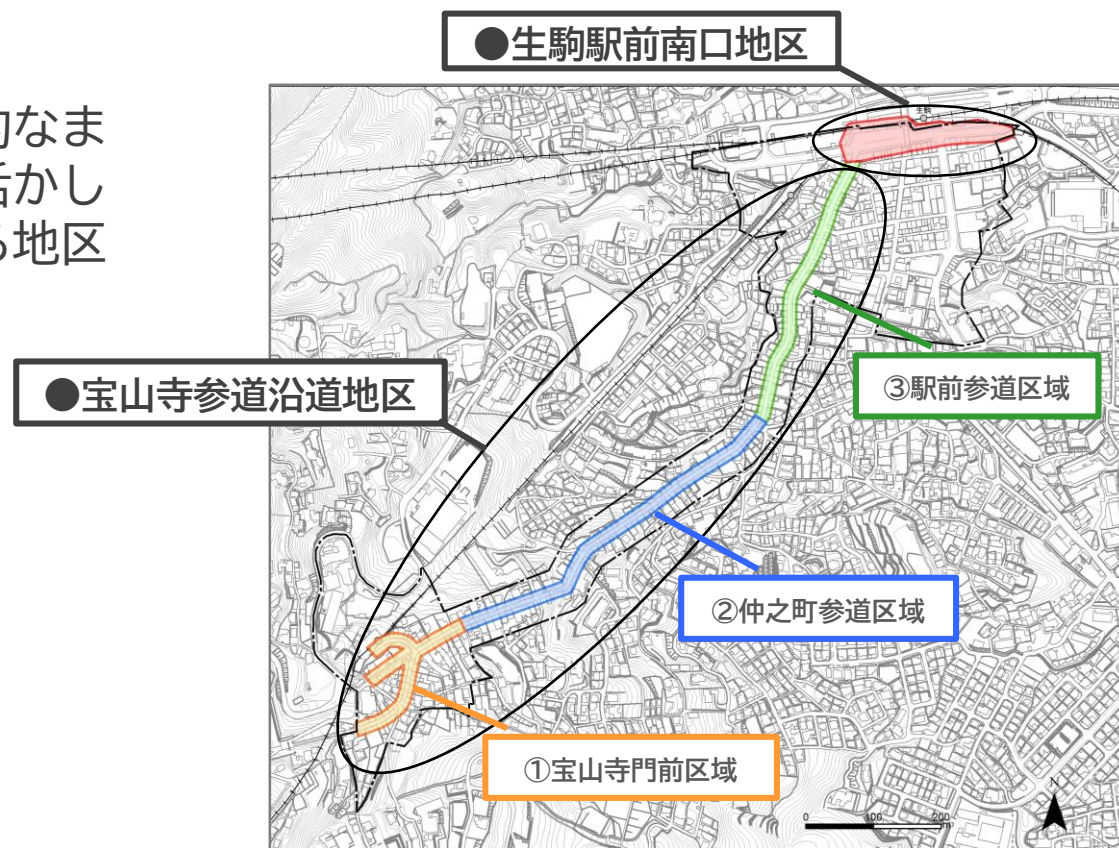 ●生駒駅前南口地区
的なま
活かし
る地区
生駒
●宝山寺参道沿道地区
③駅前参道区域
②仲之町参道区域
①宝山寺門前区域
N
0 100 200
m